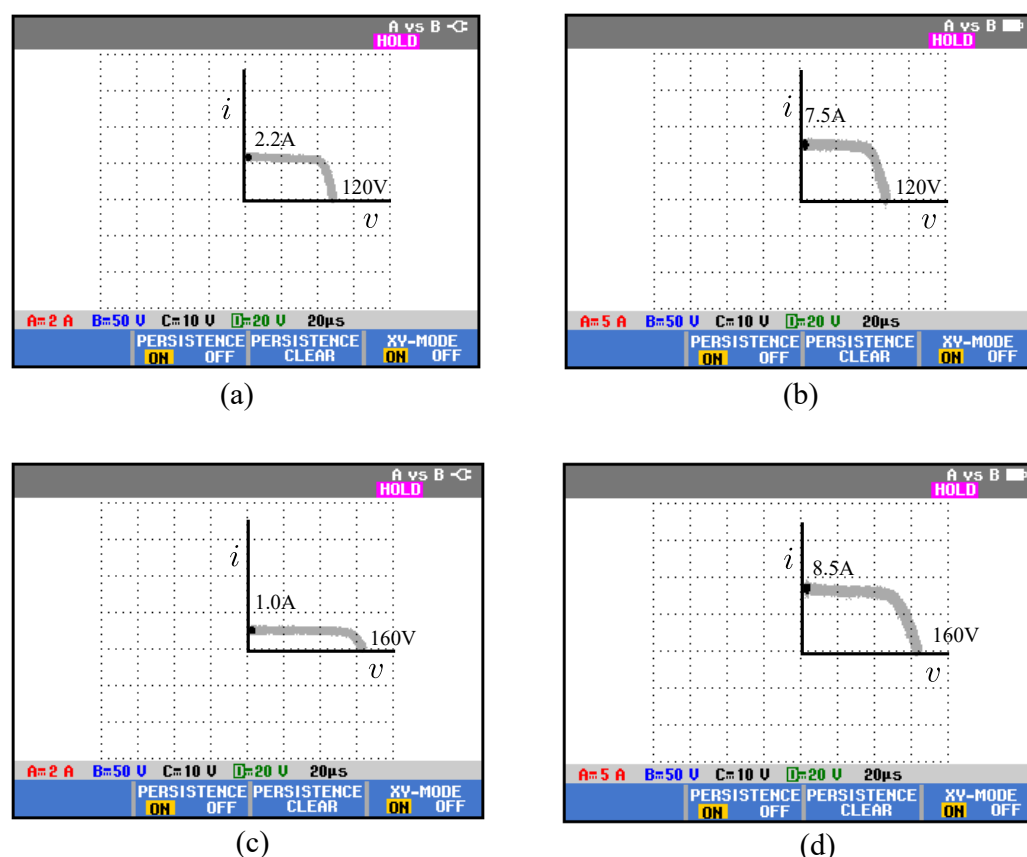 A vs B
HOLD
i
2.2A
120V
v
A=2 A B=50 V C=10 V D=20 V 20µs
PERSISTENCE ON OFF
PERSISTENCE CLEAR
XY-MODE ON OFF
(a)
A vs B
HOLD
i
7.5A
120V
v
A=5 A B=50 V C=10 V D=20 V 20µs
PERSISTENCE ON OFF
PERSISTENCE CLEAR
XY-MODE ON OFF
(b)
A vs B
HOLD
i
1.0A
160V
v
A=2 A B=50 V C=10 V D=20 V 20µs
PERSISTENCE ON OFF
PERSISTENCE CLEAR
XY-MODE ON OFF
(c)
A vs B
HOLD
i
8.5A
160V
v
A=5 A B=50 V C=10 V D=20 V 20µs
PERSISTENCE ON OFF
PERSISTENCE CLEAR
XY-MODE ON OFF
(d)